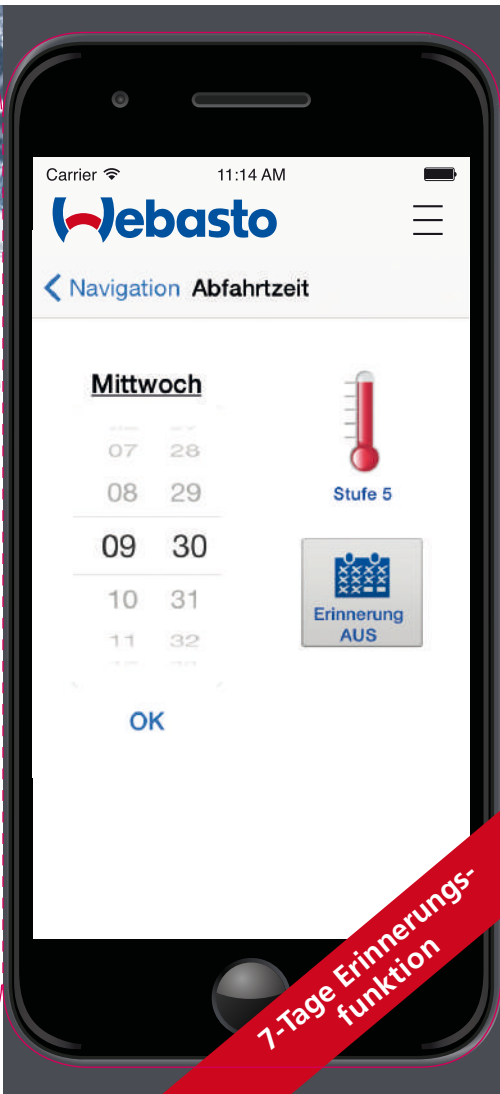 Carrier 11:14 AM
Webasto
Navigation Abfahrtzeit
Mittwoch
07 28
08 29
Stufe 5
09 30
10 31
Erinnerung
AUS
11 32
OK
7-Tage Erinnerungs-
funktion